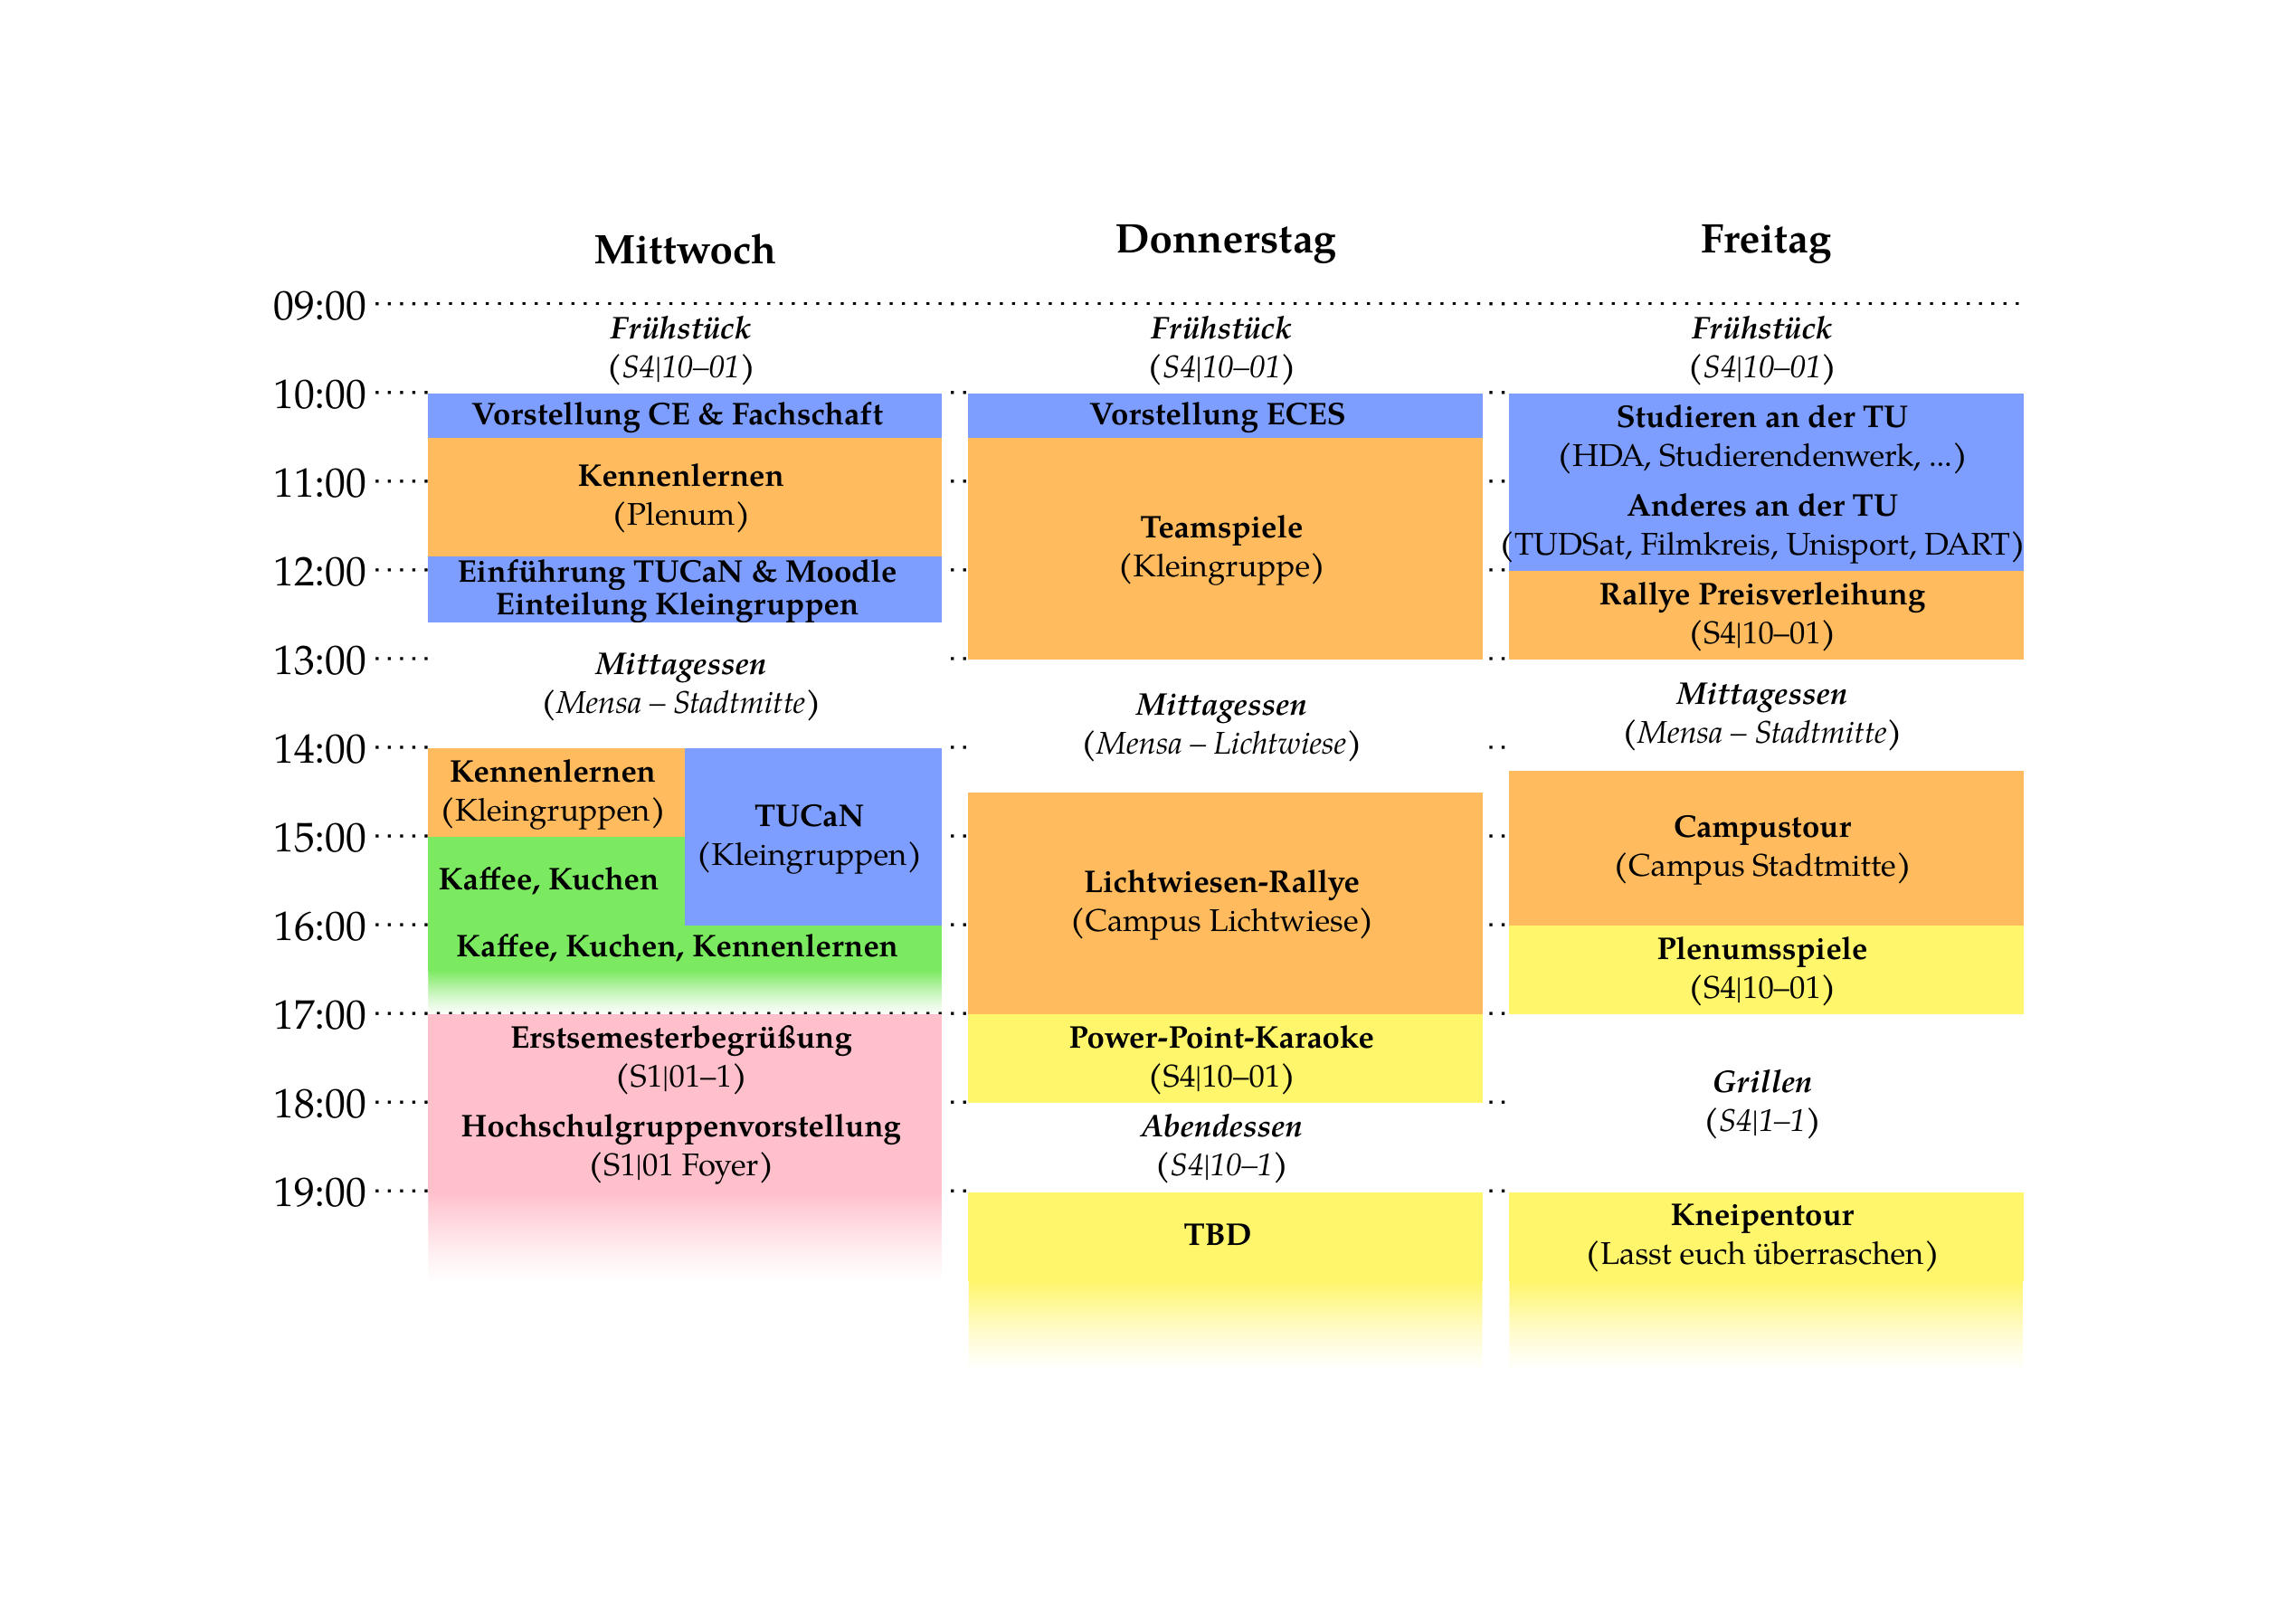 Mittwoch
Donnerstag
Freitag
09:00
Frühstück
(S4|10–01)
Frühstück
(S4|10–01)
Frühstück
(S4|10–01)
10:00
Vorstellung CE & Fachschaft
Vorstellung ECES
Studieren an der TU
(HDA, Studierendenwerk, ...)
Kennenlernen
(Plenum)
11:00
Teamspiele
(Kleingruppe)
Anderes an der TU
(TUDSat, Filmkreis, Unisport, DART)
12:00
Einführung TUCaN & Moodle
Einteilung Kleingruppen
Rallye Preisverleihung
(S4|10–01)
13:00
Mittagessen
(Mensa – Stadtmitte)
Mittagessen
(Mensa – Lichtwiese)
Mittagessen
(Mensa – Stadtmitte)
14:00
Kennenlernen
(Kleingruppen)
TUCaN
(Kleingruppen)
15:00
Kaffee, Kuchen
Lichtwiesen-Rallye
(Campus Lichtwiese)
Campustour
(Campus Stadtmitte)
16:00
Kaffee, Kuchen, Kennenlernen
Plenumsspiele
(S4|10–01)
17:00
Erstsemesterbegrüßung
(S1|01–1)
Power-Point-Karaoke
(S4|10–01)
Grillen
(S4|1–1)
18:00
Hochschulgruppenvorstellung
(S1|01 Foyer)
Abendessen
(S4|10–1)
19:00
TBD
Kneipentour
(Lasst euch überraschen)